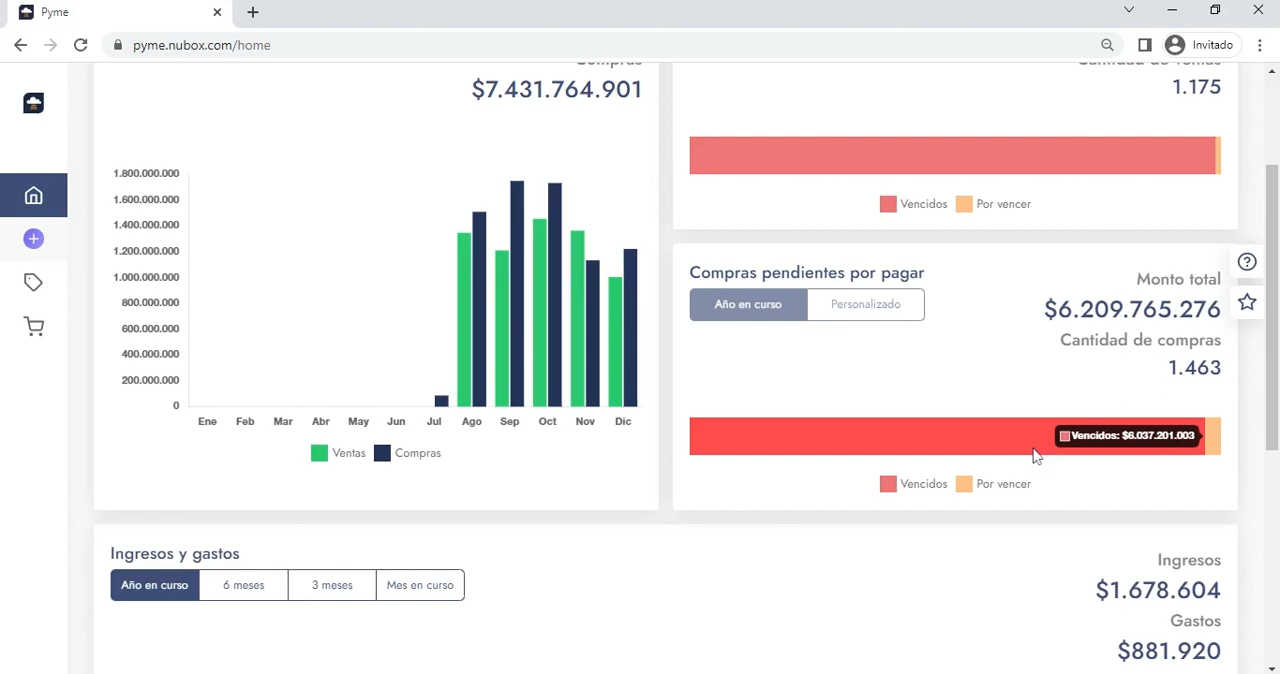 Pyme
pyme.nubox.com/home
Invitado
Compras
$7.431.764.901
1.800.000.000
1.600.000.000
1.400.000.000
1.200.000.000
1.000.000.000
800.000.000
600.000.000
400.000.000
200.000.000
0
Ene Feb Mar Abr May Jun Jul Ago Sep Oct Nov Dic
Ventas Compras
Cantidad de ventas
1.175
Vencidos Por vencer
Compras pendientes por pagar
Año en curso Personalizado
Monto total
$6.209.765.276
Cantidad de compras
1.463
Vencidos: $6.037.201.003
Vencidos Por vencer
Ingresos y gastos
Año en curso 6 meses 3 meses Mes en curso
Ingresos
$1.678.604
Gastos
$881.920